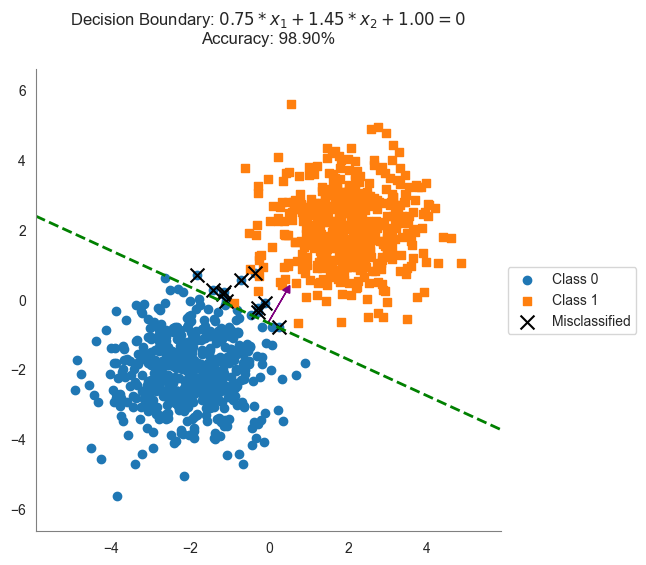 Decision Boundary: 0.75 * x₁ + 1.45 * x₂ + 1.00 = 0
Accuracy: 98.90%
6
4
2
0
−2
−4
−6
−4
−2
0
2
4
Class 0
Class 1
Misclassified